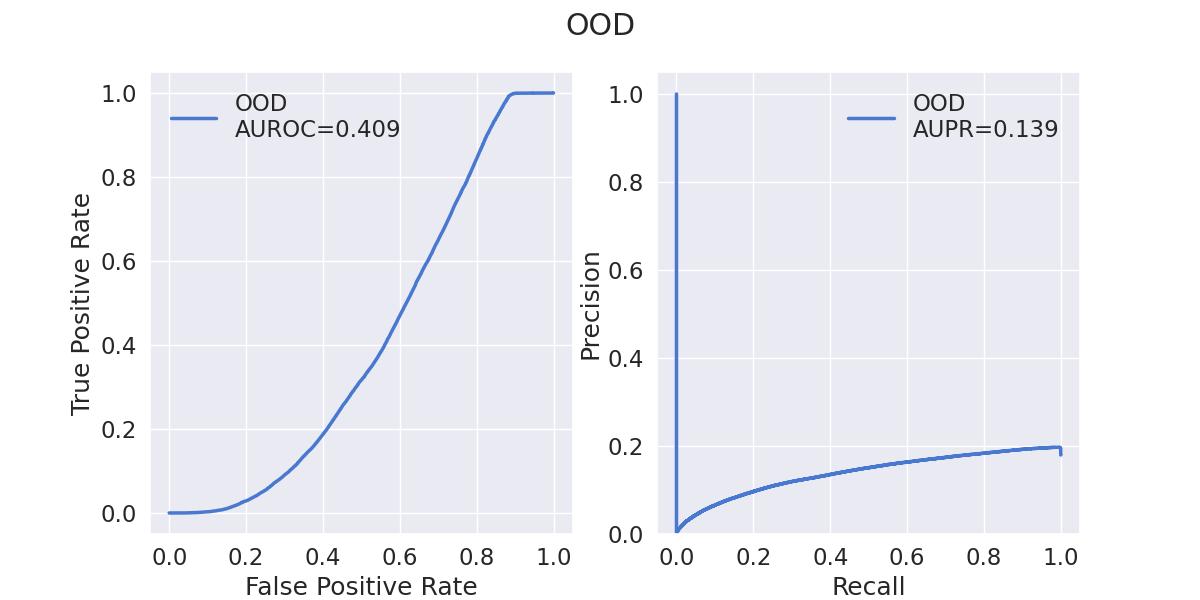 OOD
OOD
AUROC=0.409
1.0
0.8
0.6
0.4
0.2
0.0
True Positive Rate
0.0 0.2 0.4 0.6 0.8 1.0
False Positive Rate
OOD
AUPR=0.139
1.0
0.8
0.6
0.4
0.2
0.0
Precision
0.0 0.2 0.4 0.6 0.8 1.0
Recall